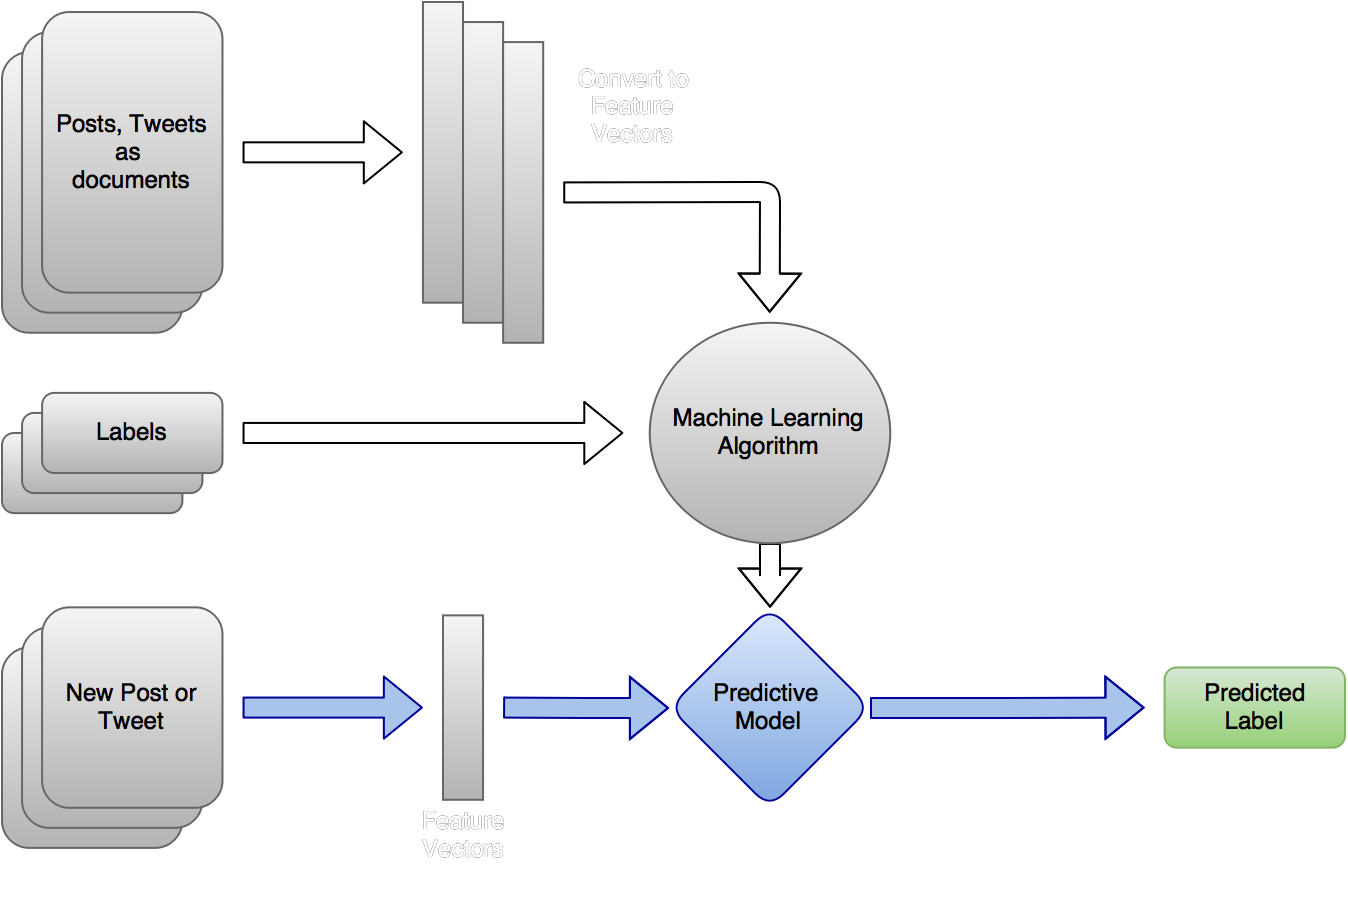 Posts, Tweets
as
documents
Convert to
Feature
Vectors
Labels
Machine Learning
Algorithm
New Post or
Tweet
Feature
Vectors
Predictive
Model
Predicted
Label